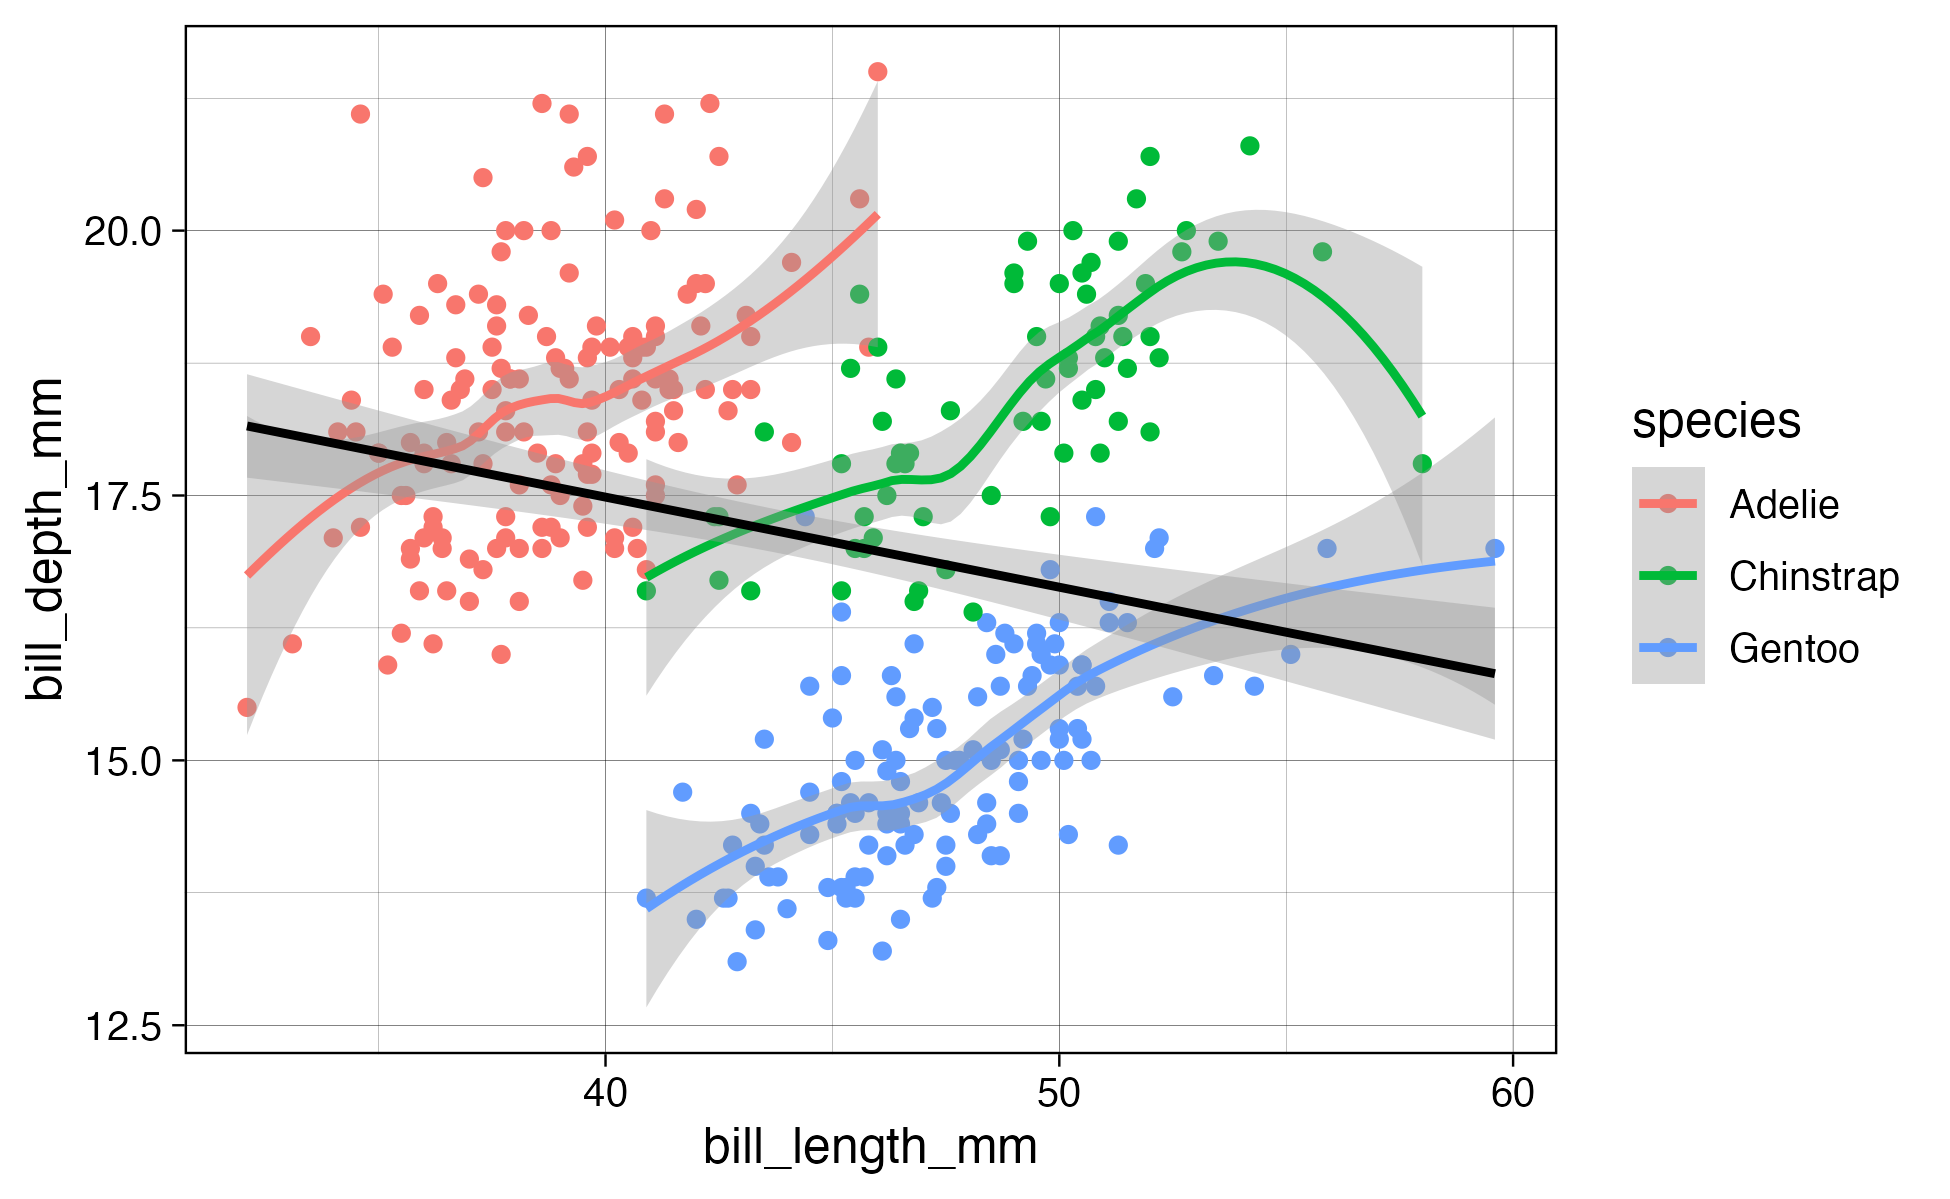 20.0
17.5
15.0
12.5
bill_depth_mm
40 50 60
bill_length_mm
species
Adelie
Chinstrap
Gentoo